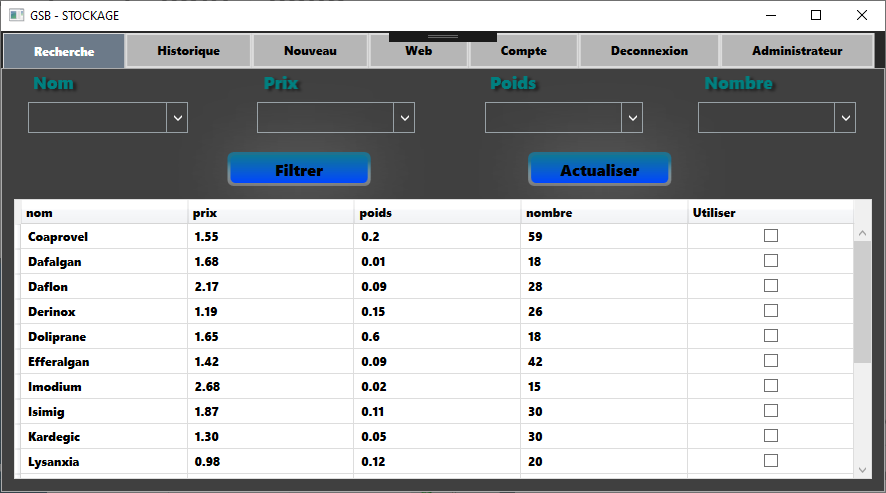 GSB - STOCKAGE
Recherche Historique Nouveau Web Compte Deconnexion Administrateur
Nom Prix Poids Nombre
Filtrer Actualiser
nom prix poids nombre Utiliser
Coaprovel 1.55 0.2 59
Dafalgan 1.68 0.01 18
Daflon 2.17 0.09 28
Derinox 1.19 0.15 26
Doliprane 1.65 0.6 18
Efferalgan 1.42 0.09 42
Imodium 2.68 0.02 15
Isimig 1.87 0.11 30
Kardegic 1.30 0.05 30
Lysanxia 0.98 0.12 20